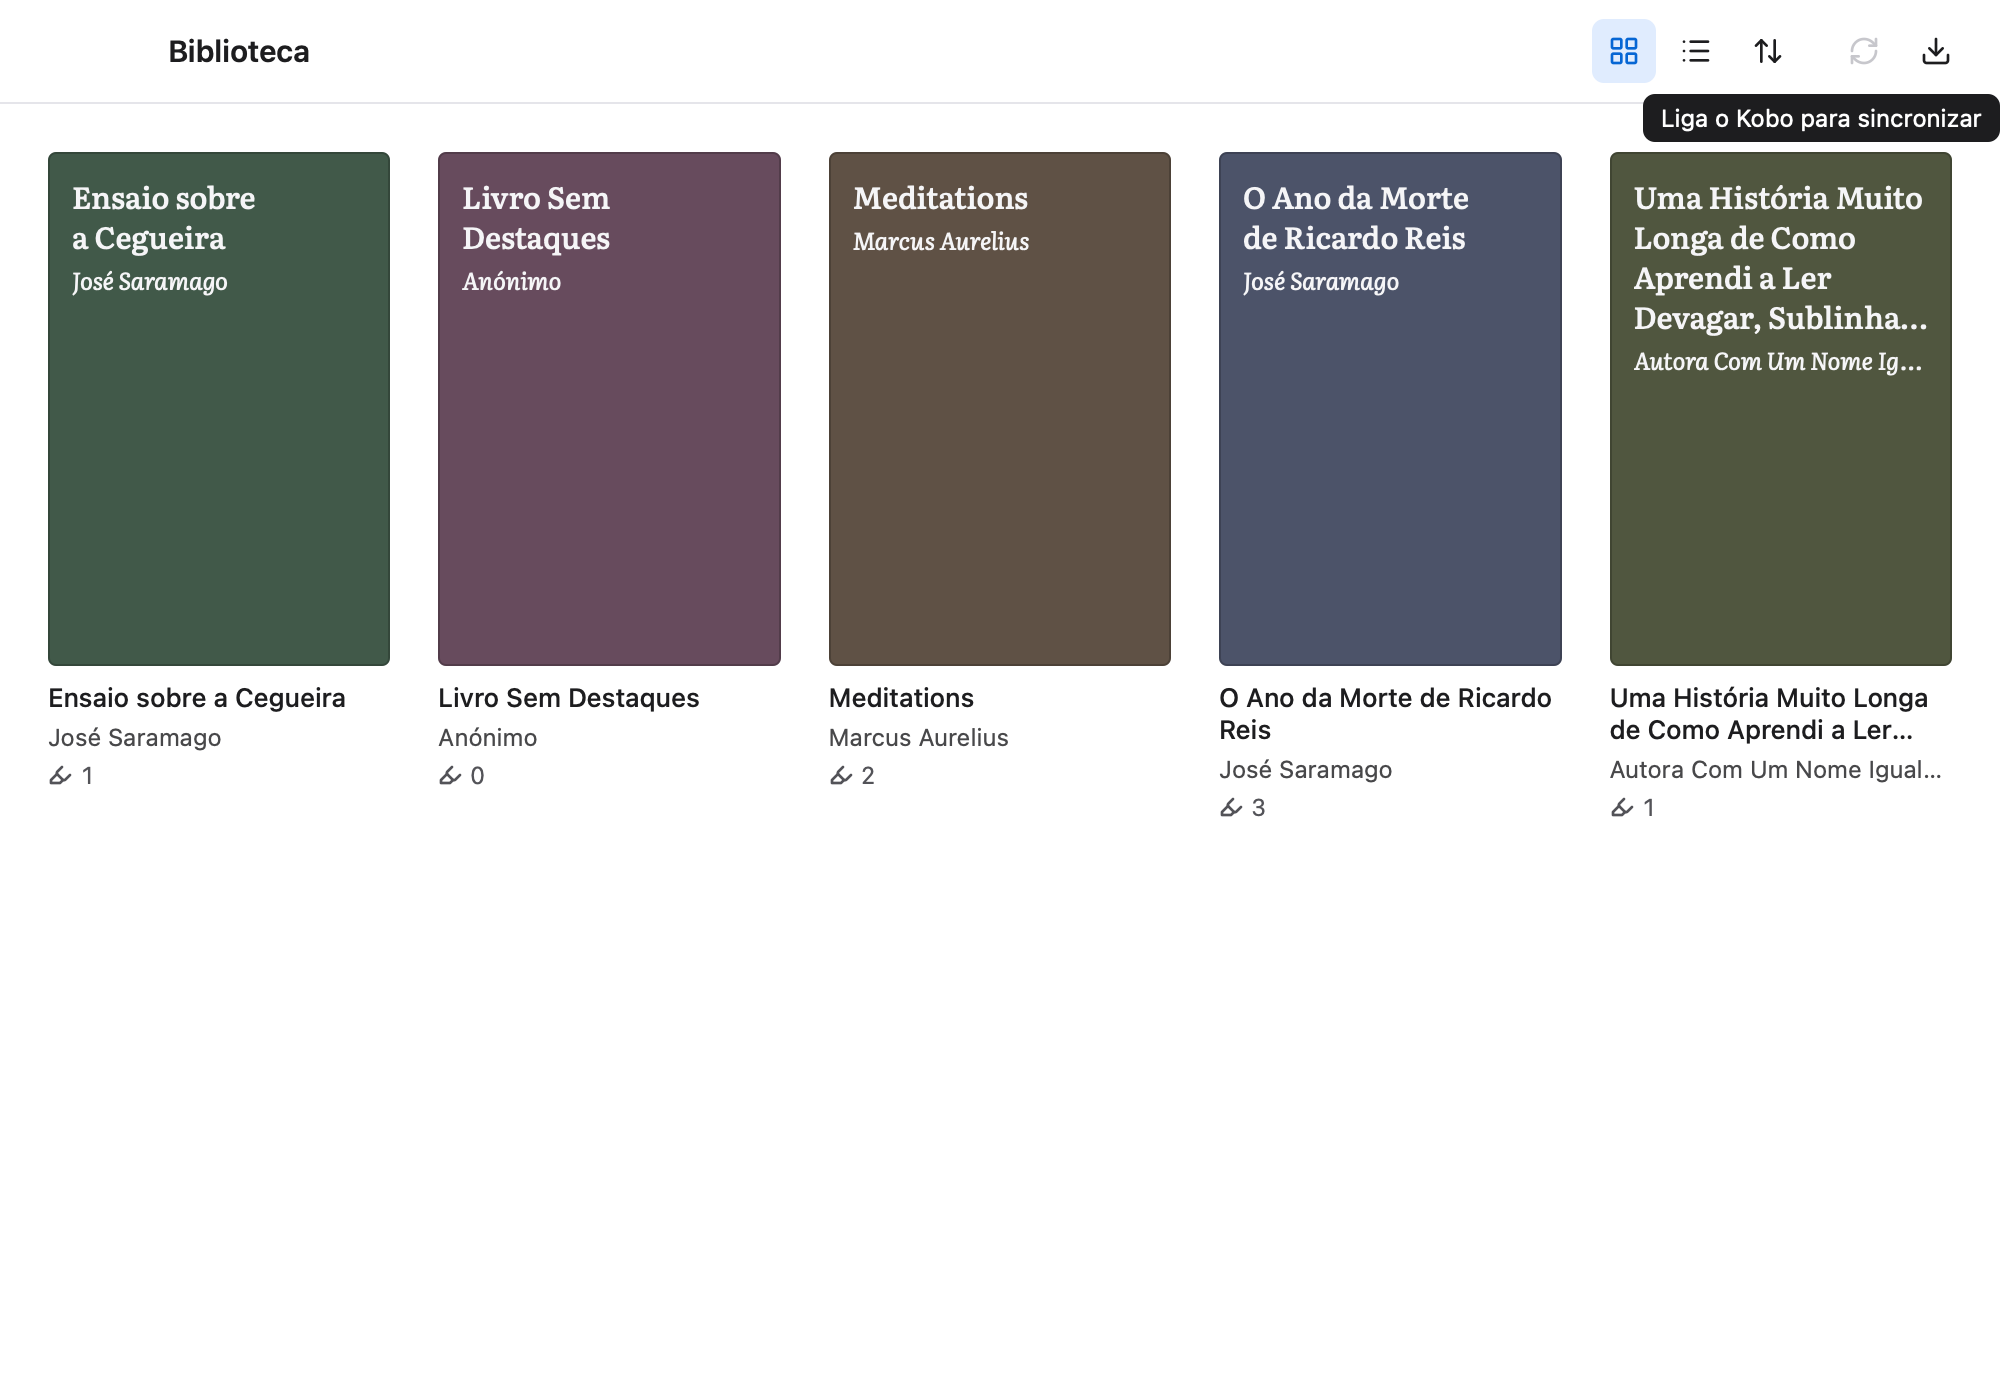 Biblioteca
Liga o Kobo para sincronizar
Ensaio sobre
a Cegueira
José Saramago
Livro Sem
Destaques
Anónimo
Meditations
Marcus Aurelius
O Ano da Morte
de Ricardo Reis
José Saramago
Uma História Muito
Longa de Como
Aprendi a Ler
Devagar, Sublinha...
Autora Com Um Nome Ig...
Ensaio sobre a Cegueira
José Saramago
1
Livro Sem Destaques
Anónimo
0
Meditations
Marcus Aurelius
2
O Ano da Morte de Ricardo
Reis
José Saramago
3
Uma História Muito Longa
de Como Aprendi a Ler...
Autora Com Um Nome Igual...
1